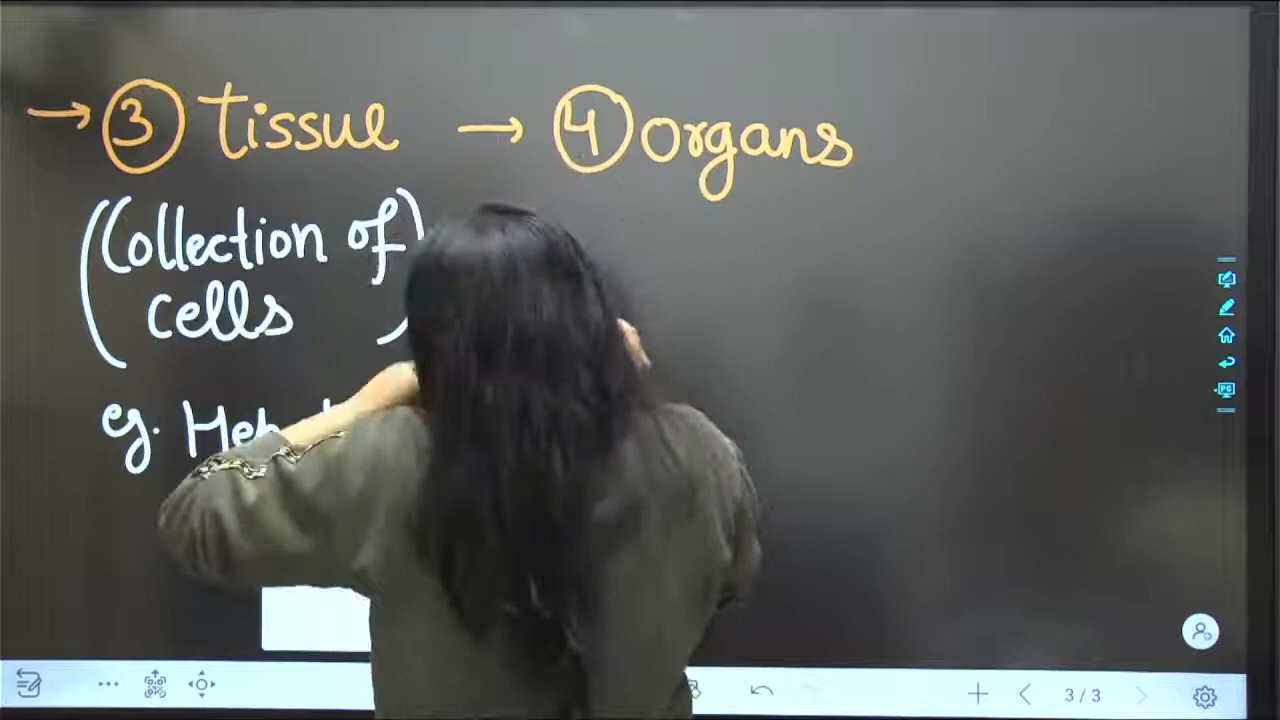 → ③ tissue → ④ organs
(Collection of
cells)
eg.
3/3